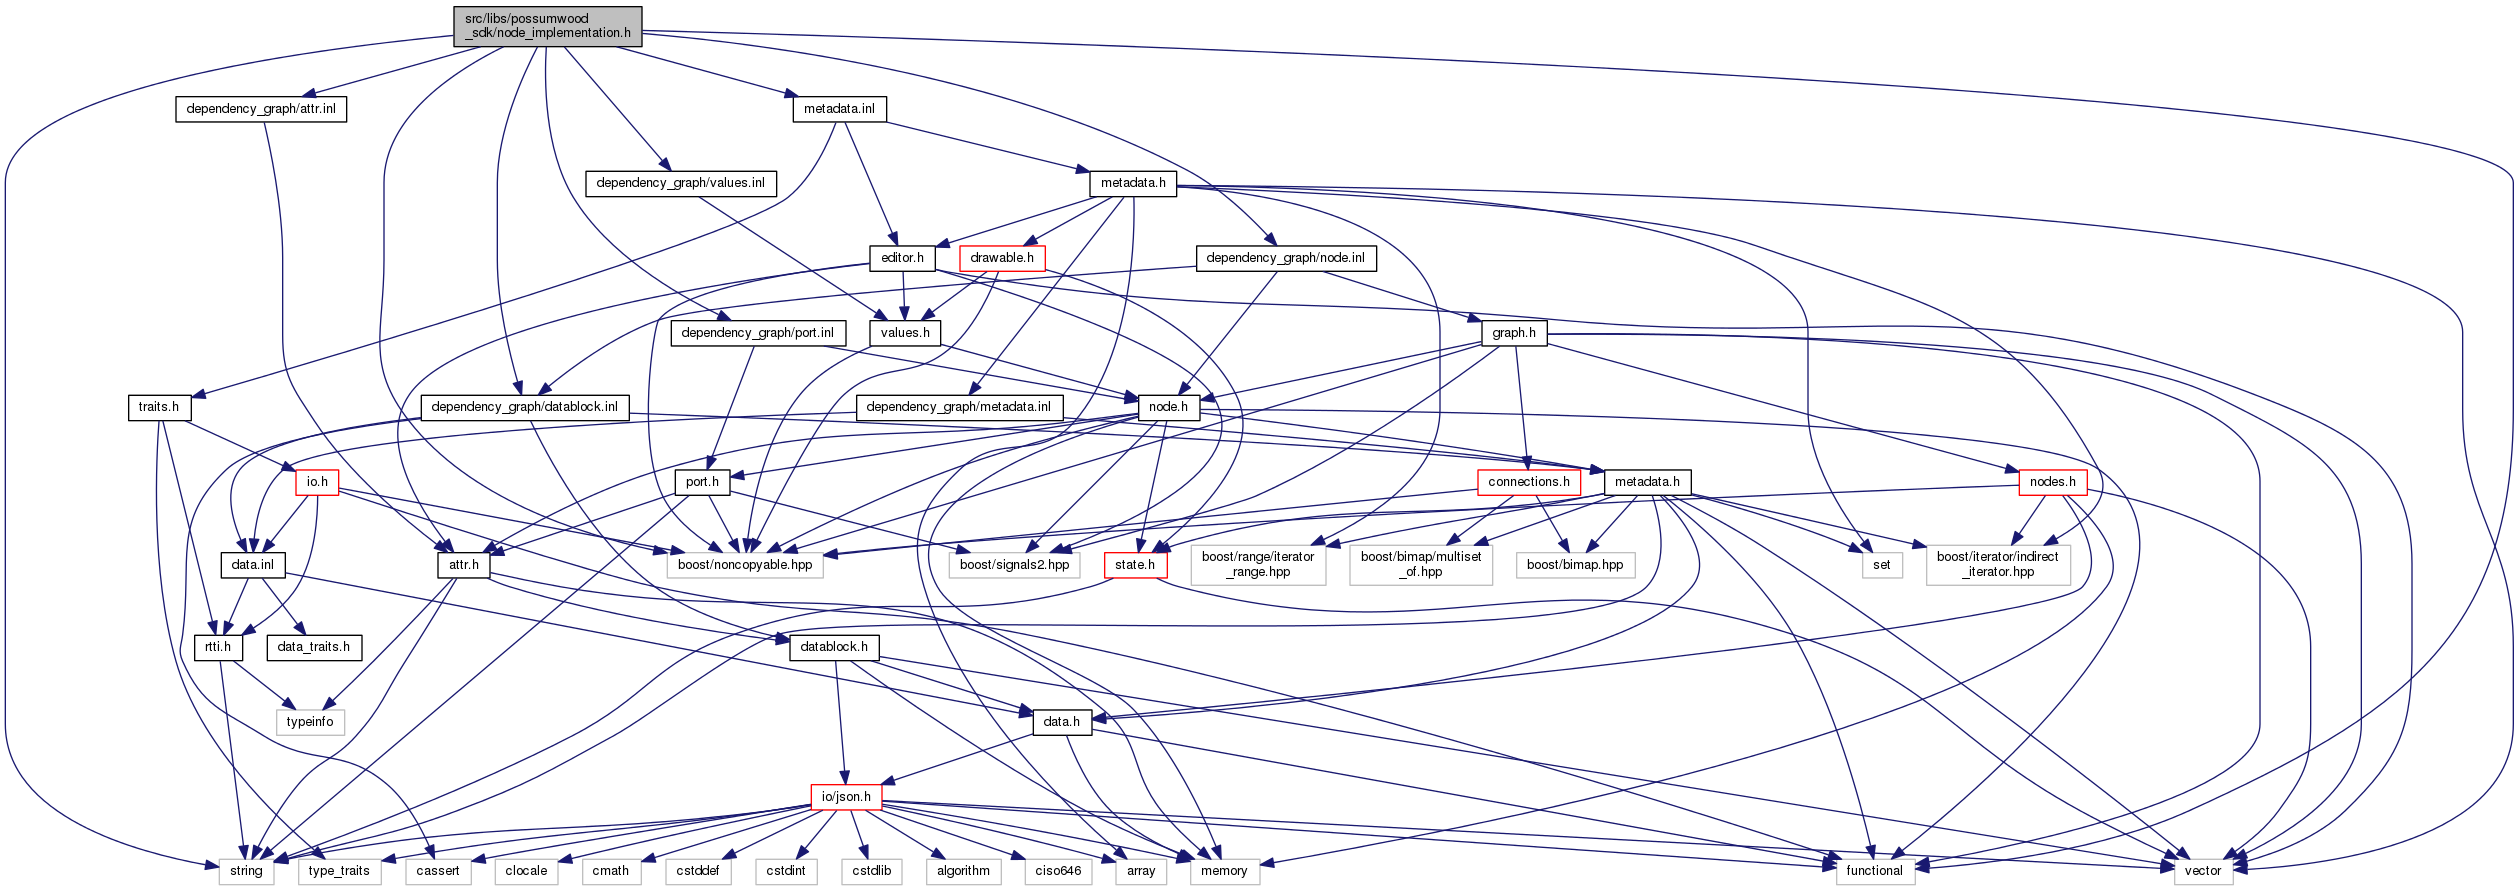 src/libs/possumwood
_sdk/node_implementation.h
dependency_graph/attr.inl
metadata.inl
dependency_graph/values.inl
metadata.h
editor.h
drawable.h
dependency_graph/node.inl
dependency_graph/port.inl
values.h
graph.h
traits.h
dependency_graph/datablock.inl
dependency_graph/metadata.inl
node.h
io.h
port.h
connections.h
metadata.h
nodes.h
data.inl
attr.h
boost/noncopyable.hpp
boost/signals2.hpp
state.h
boost/range/iterator
_range.hpp
boost/bimap/multiset
_of.hpp
boost/bimap.hpp
set
boost/iterator/indirect
_iterator.hpp
rtti.h
data_traits.h
datablock.h
typeinfo
data.h
io/json.h
string
type_traits
cassert
clocale
cmath
cstddef
cstdint
cstdlib
algorithm
ciso646
array
memory
functional
vector